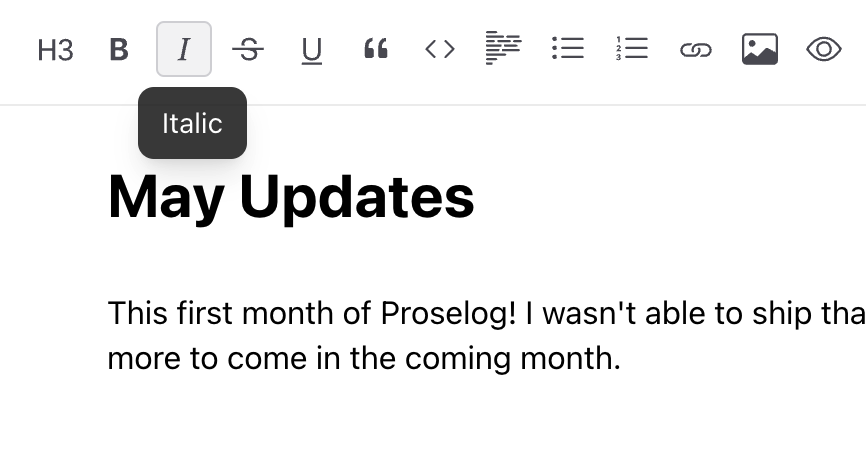 H3 B I S U
Italic
May Updates
This first month of Proselog! I wasn't able to ship tha
more to come in the coming month.